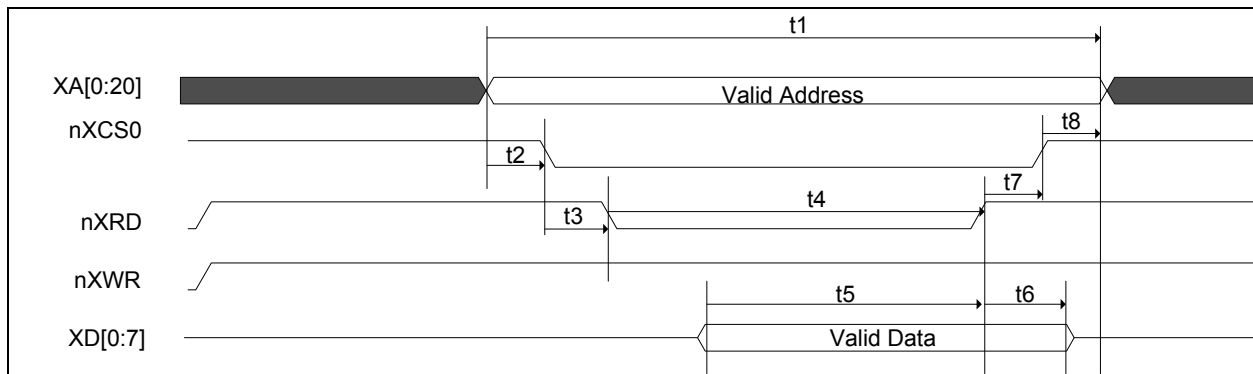 t1
XA[0:20]
Valid Address
nXCS0
t8
t2
t7
t4
nXRD
t3
nXWR
t5
t6
XD[0:7]
Valid Data